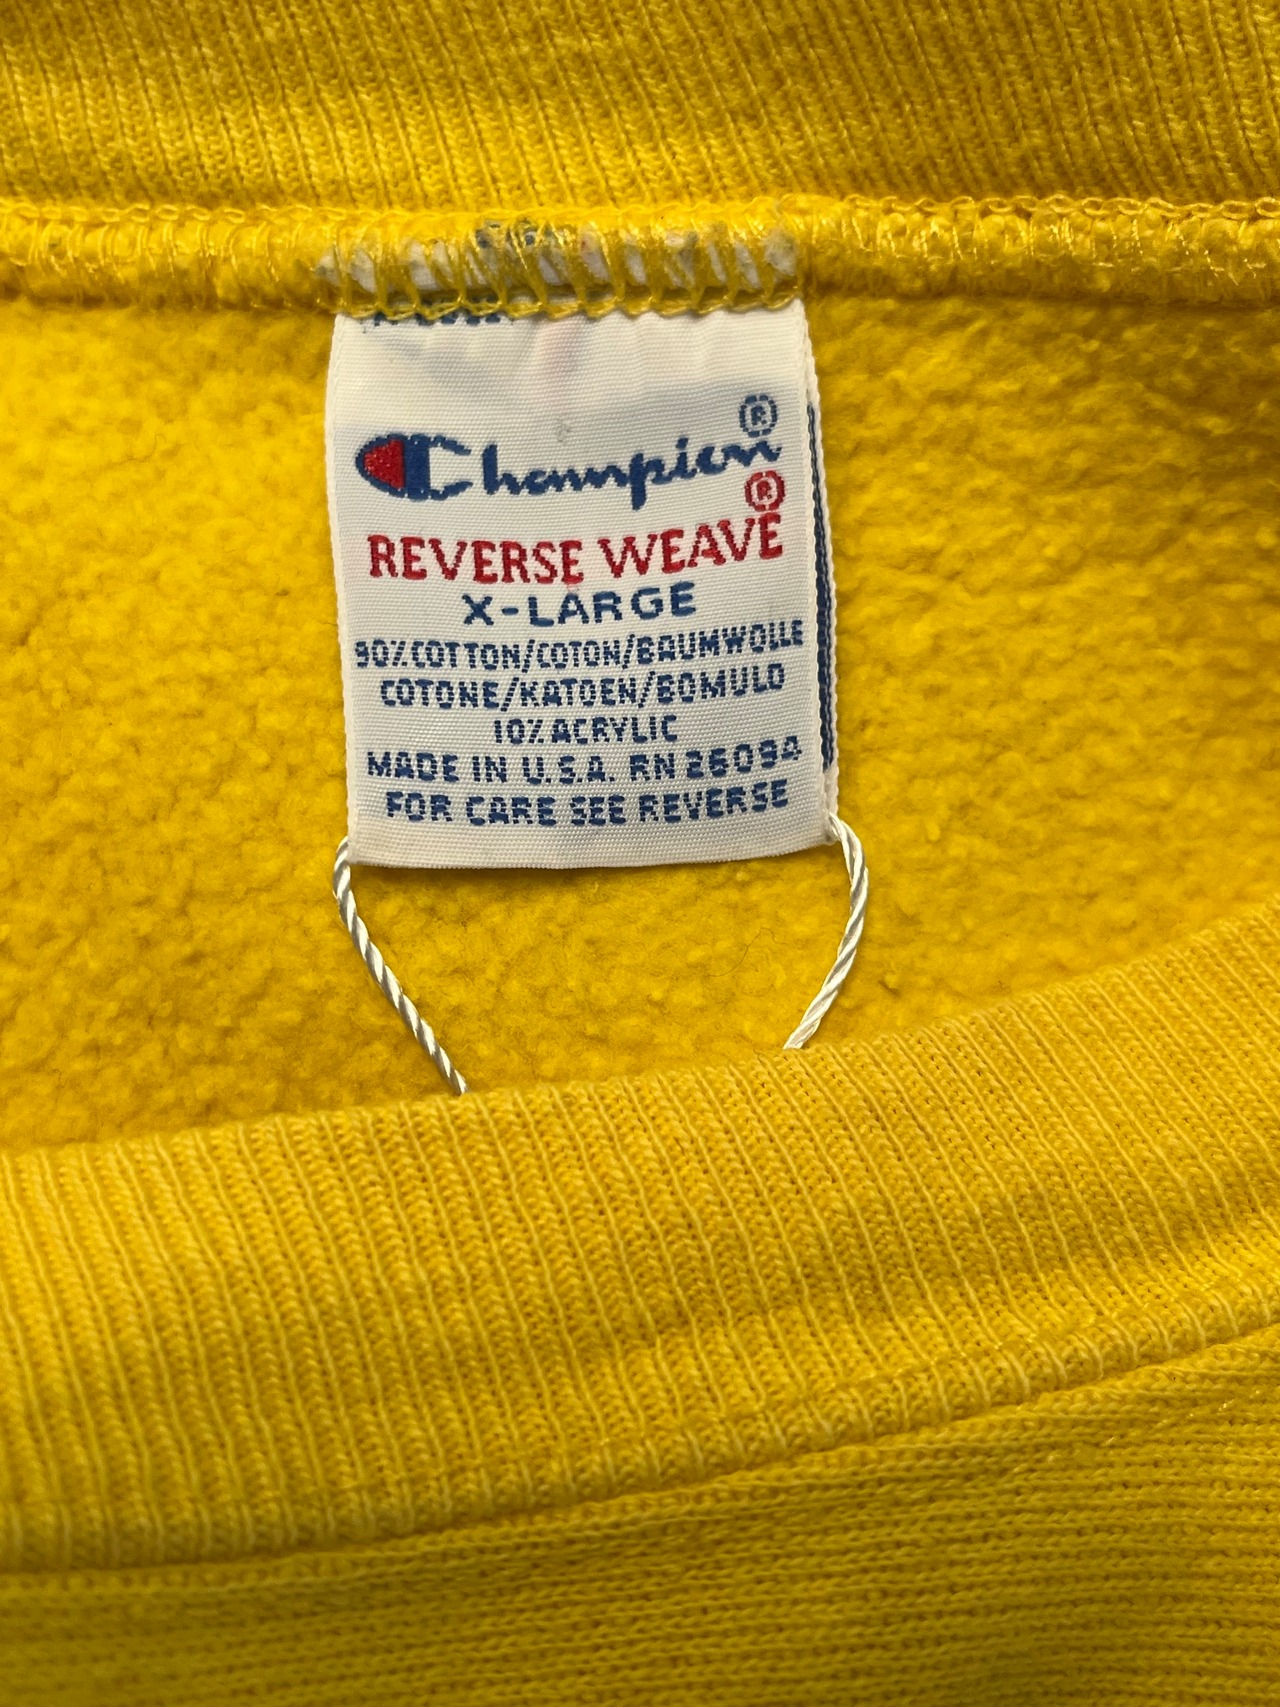 Champion®
REVERSE WEAVE®
X-LARGE
90% COTTON/COTON/BAUMWOLLE
COTONE/KATOEN/BOMULD
10% ACRYLIC
MADE IN U.S.A. RN 26094
FOR CARE SEE REVERSE